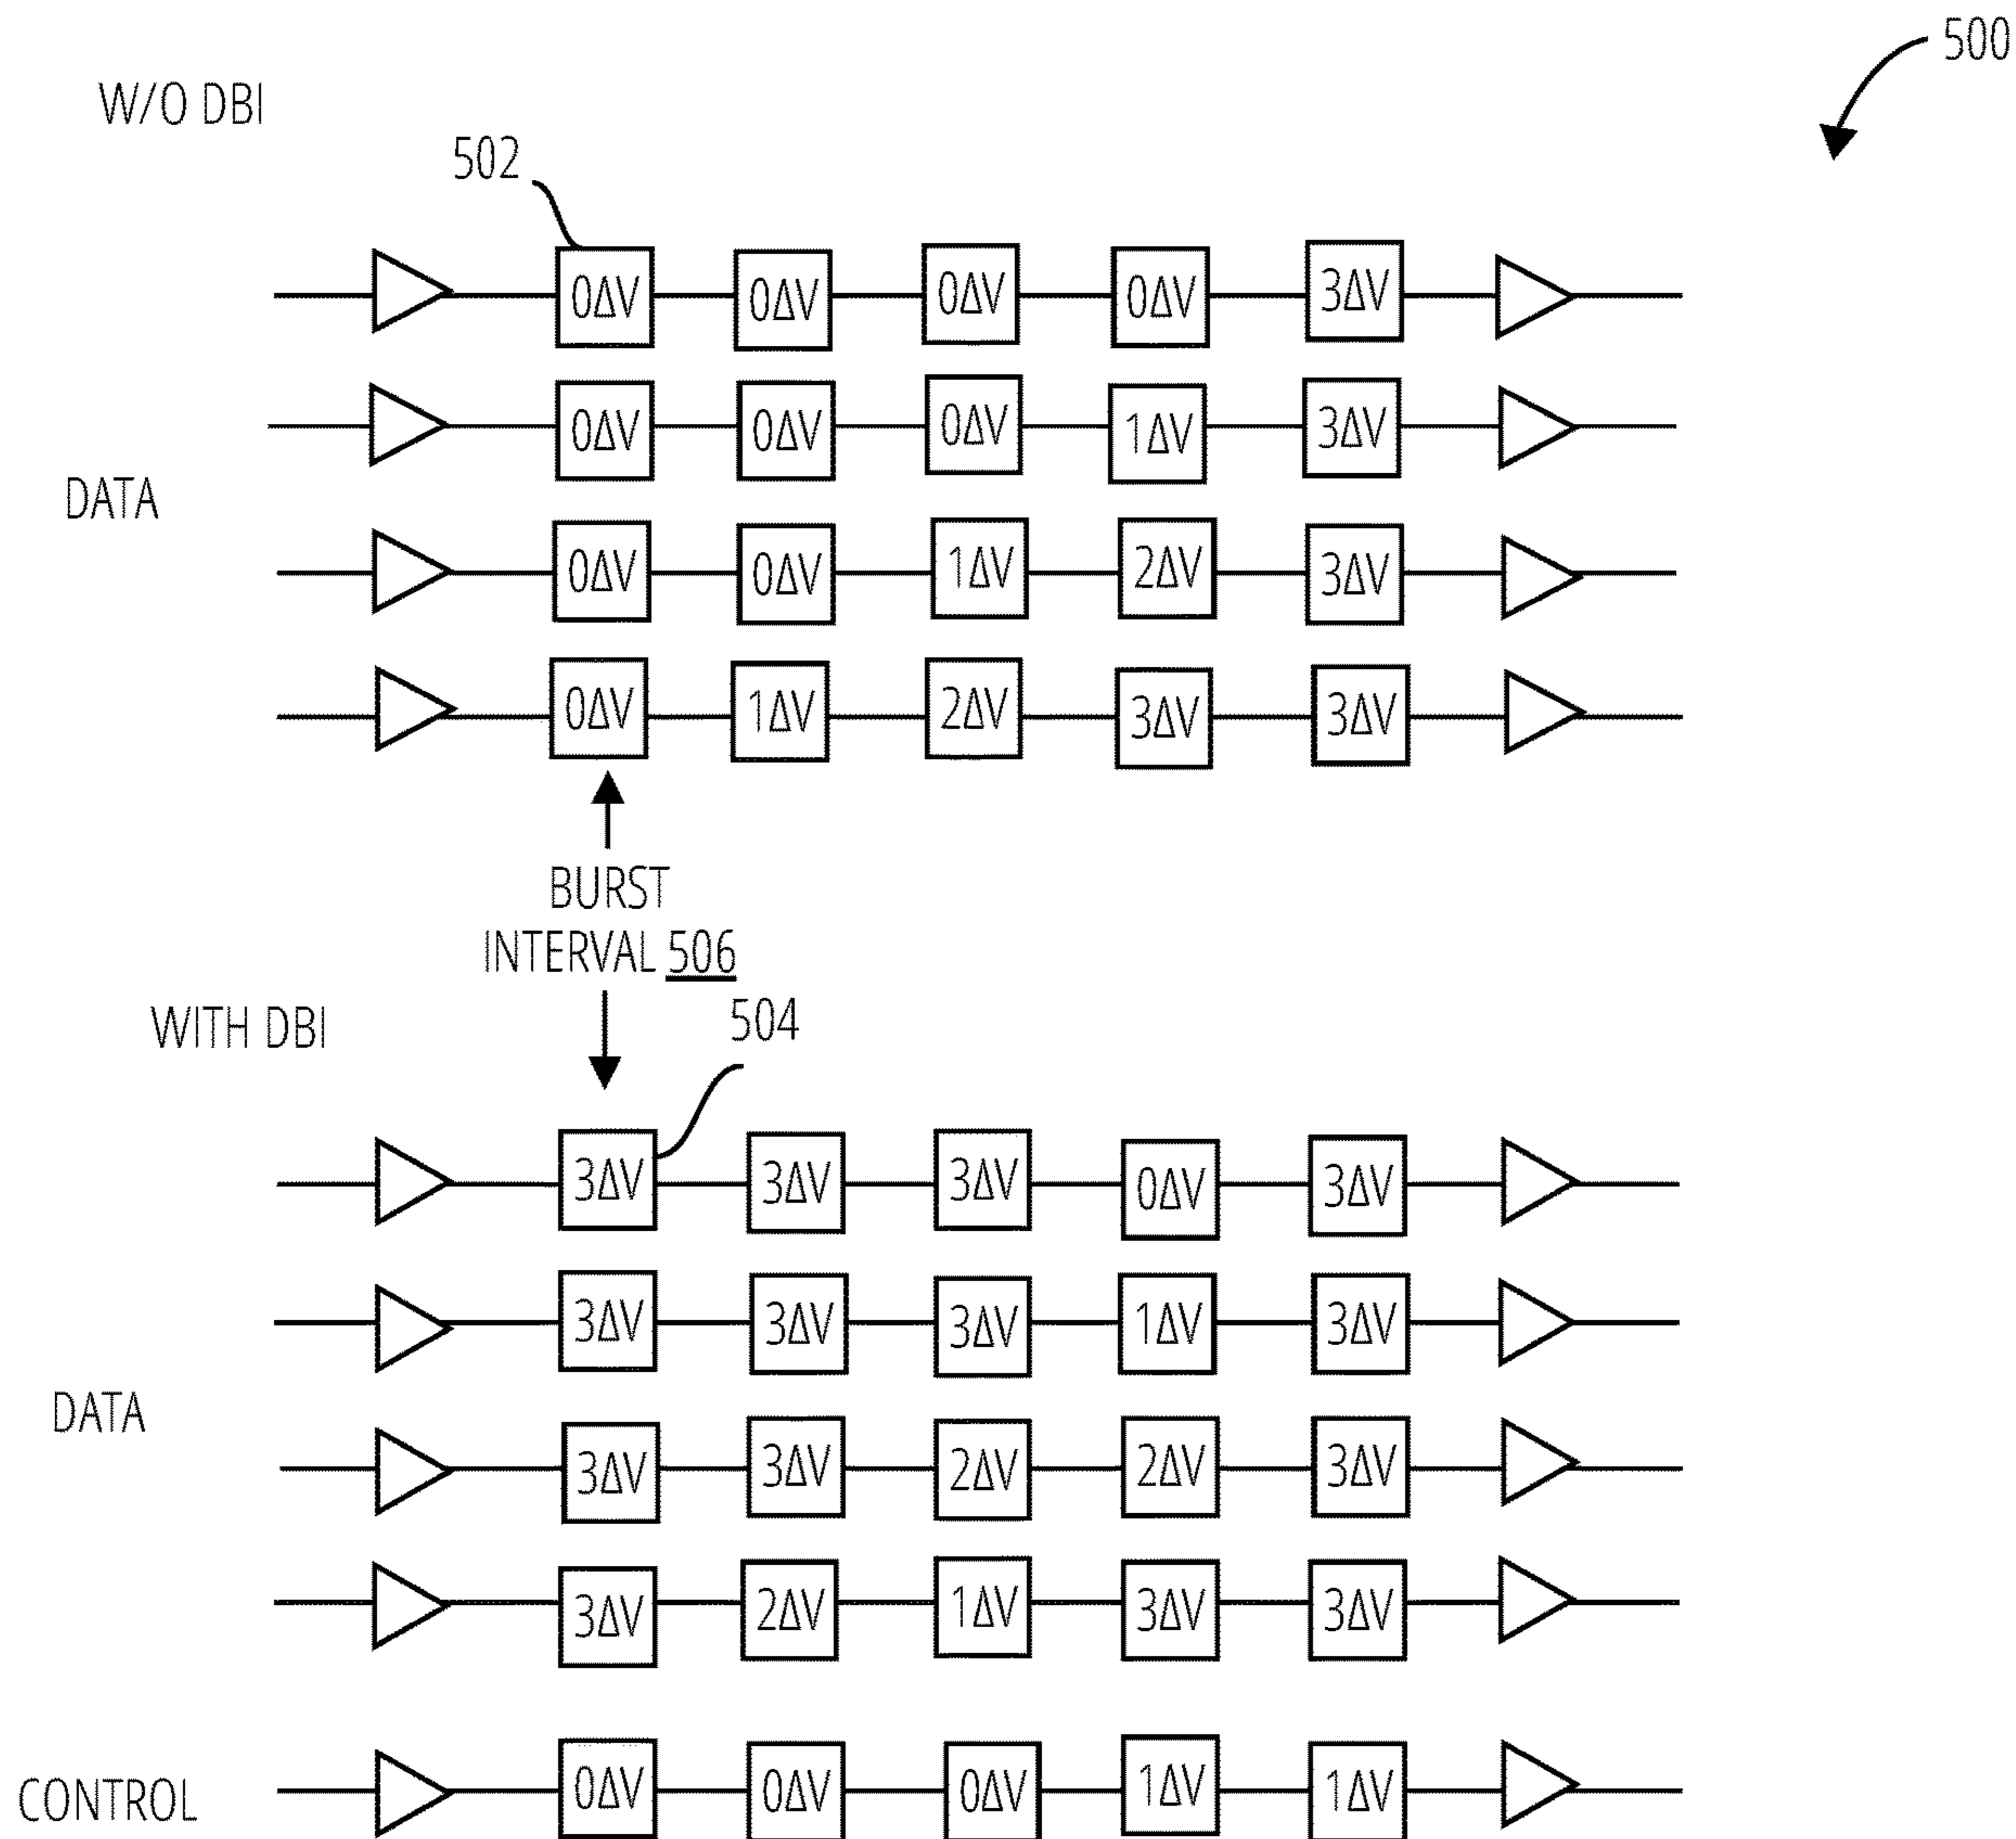 500
W/O DBI
502
0ΔV 0ΔV 0ΔV 0ΔV 3ΔV
0ΔV 0ΔV 0ΔV 1ΔV 3ΔV
DATA
0ΔV 0ΔV 1ΔV 2ΔV 3ΔV
0ΔV 1ΔV 2ΔV 3ΔV 3ΔV
BURST
INTERVAL 506
WITH DBI
504
3ΔV 3ΔV 3ΔV 0ΔV 3ΔV
3ΔV 3ΔV 3ΔV 1ΔV 3ΔV
DATA
3ΔV 3ΔV 2ΔV 2ΔV 3ΔV
3ΔV 2ΔV 1ΔV 3ΔV 3ΔV
CONTROL 0ΔV 0ΔV 0ΔV 1ΔV 1ΔV